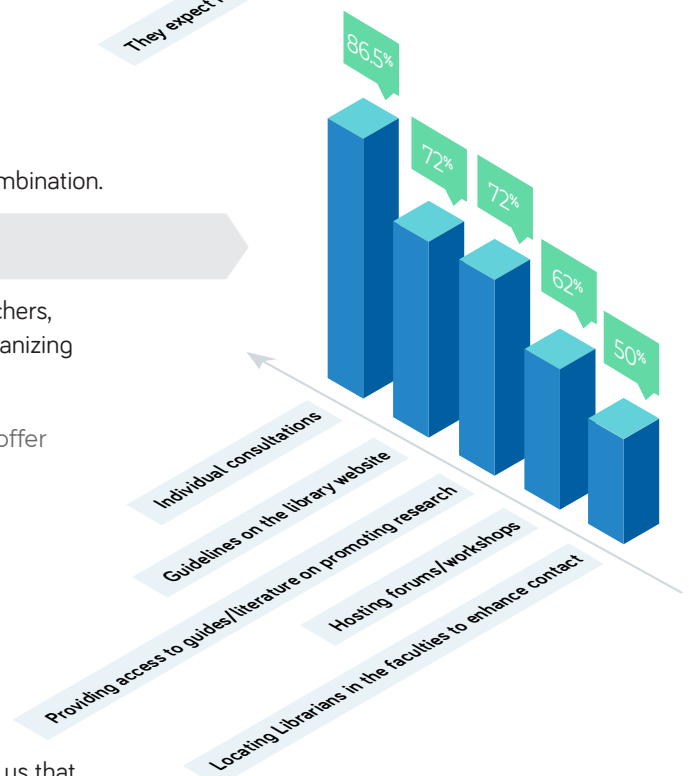 They expect
86.5%
72%
72%
62%
50%
mbination.
chers,
anizing
offer
Individual consultations
Guidelines on the library website
Providing access to guides/literature on promoting research
Hosting forums/workshops
Locating Librarians in the faculties to enhance contact
us that